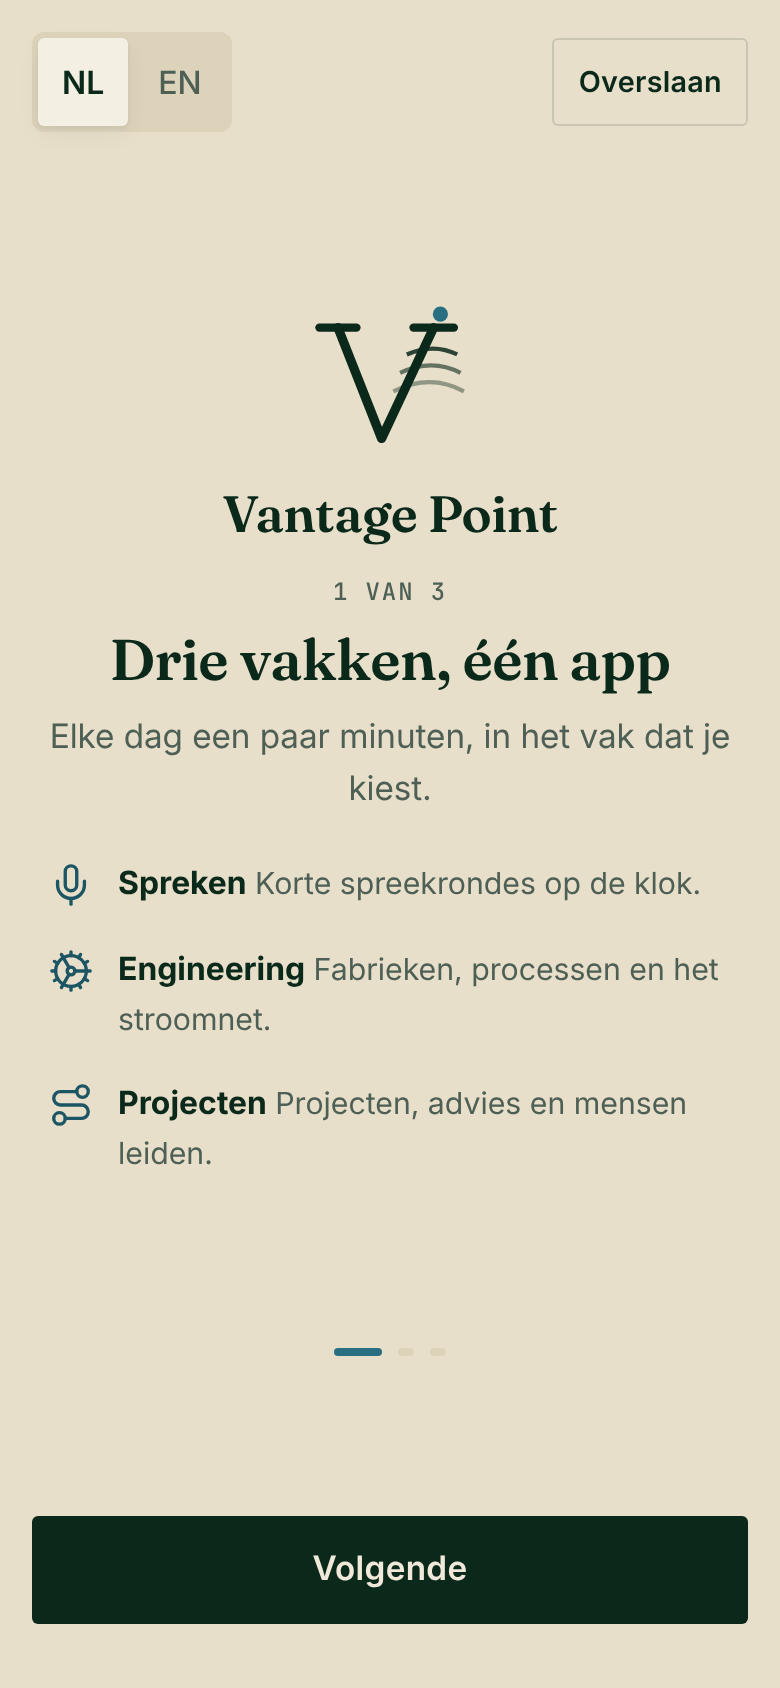 NL
EN
Overslaan
Vantage Point
1 VAN 3
Drie vakken, één app
Elke dag een paar minuten, in het vak dat je
kiest.
Spreken Korte spreekrondes op de klok.
Engineering Fabrieken, processen en het
stroomnet.
Projecten Projecten, advies en mensen
leiden.
Volgende